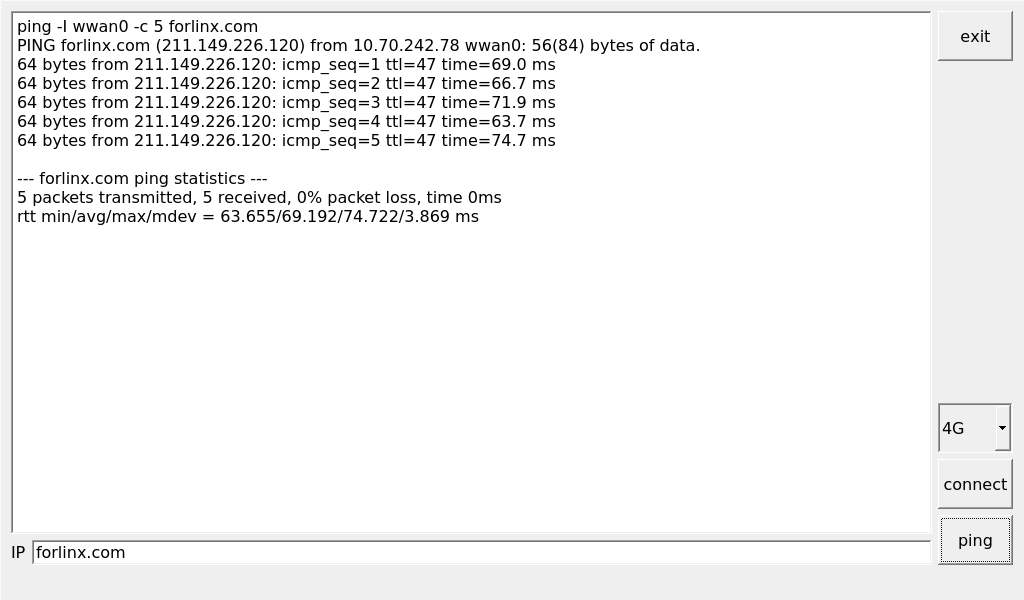 ping -I wwan0 -c 5 forlinx.com
PING forlinx.com (211.149.226.120) from 10.70.242.78 wwan0: 56(84) bytes of data.
64 bytes from 211.149.226.120: icmp_seq=1 ttl=47 time=69.0 ms
64 bytes from 211.149.226.120: icmp_seq=2 ttl=47 time=66.7 ms
64 bytes from 211.149.226.120: icmp_seq=3 ttl=47 time=71.9 ms
64 bytes from 211.149.226.120: icmp_seq=4 ttl=47 time=63.7 ms
64 bytes from 211.149.226.120: icmp_seq=5 ttl=47 time=74.7 ms

--- forlinx.com ping statistics ---
5 packets transmitted, 5 received, 0% packet loss, time 0ms
rtt min/avg/max/mdev = 63.655/69.192/74.722/3.869 ms
IP forlinx.com
exit
4G
connect
ping